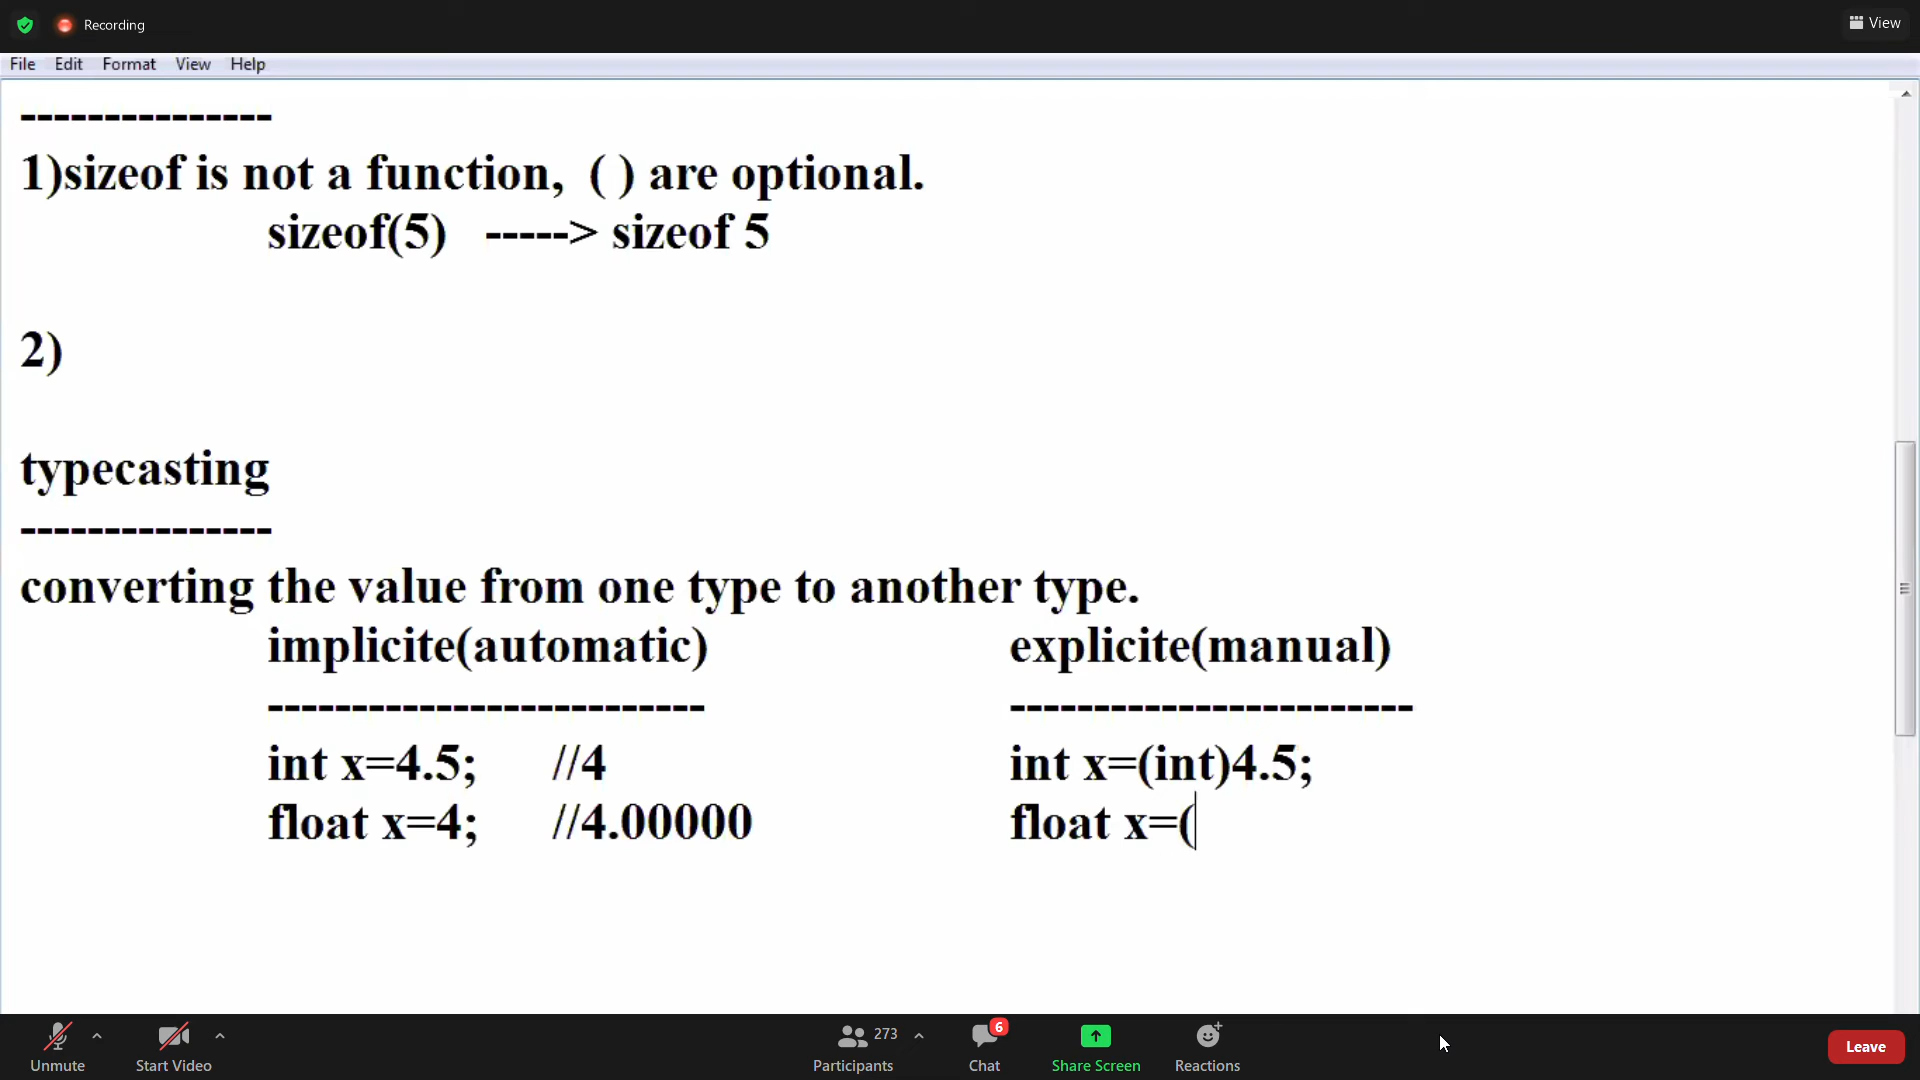 Recording
View
File Edit Format View Help
---------------
1)sizeof is not a function,  ( ) are optional.
sizeof(5) -----> sizeof 5
2)
typecasting
---------------
converting the value from one type to another type.
implicite(automatic) explicite(manual)
-------------------------- ------------------------
int x=4.5; //4 int x=(int)4.5;
float x=4; //4.00000 float x=(
273
6
Unmute Start Video Participants Chat Share Screen Reactions Leave